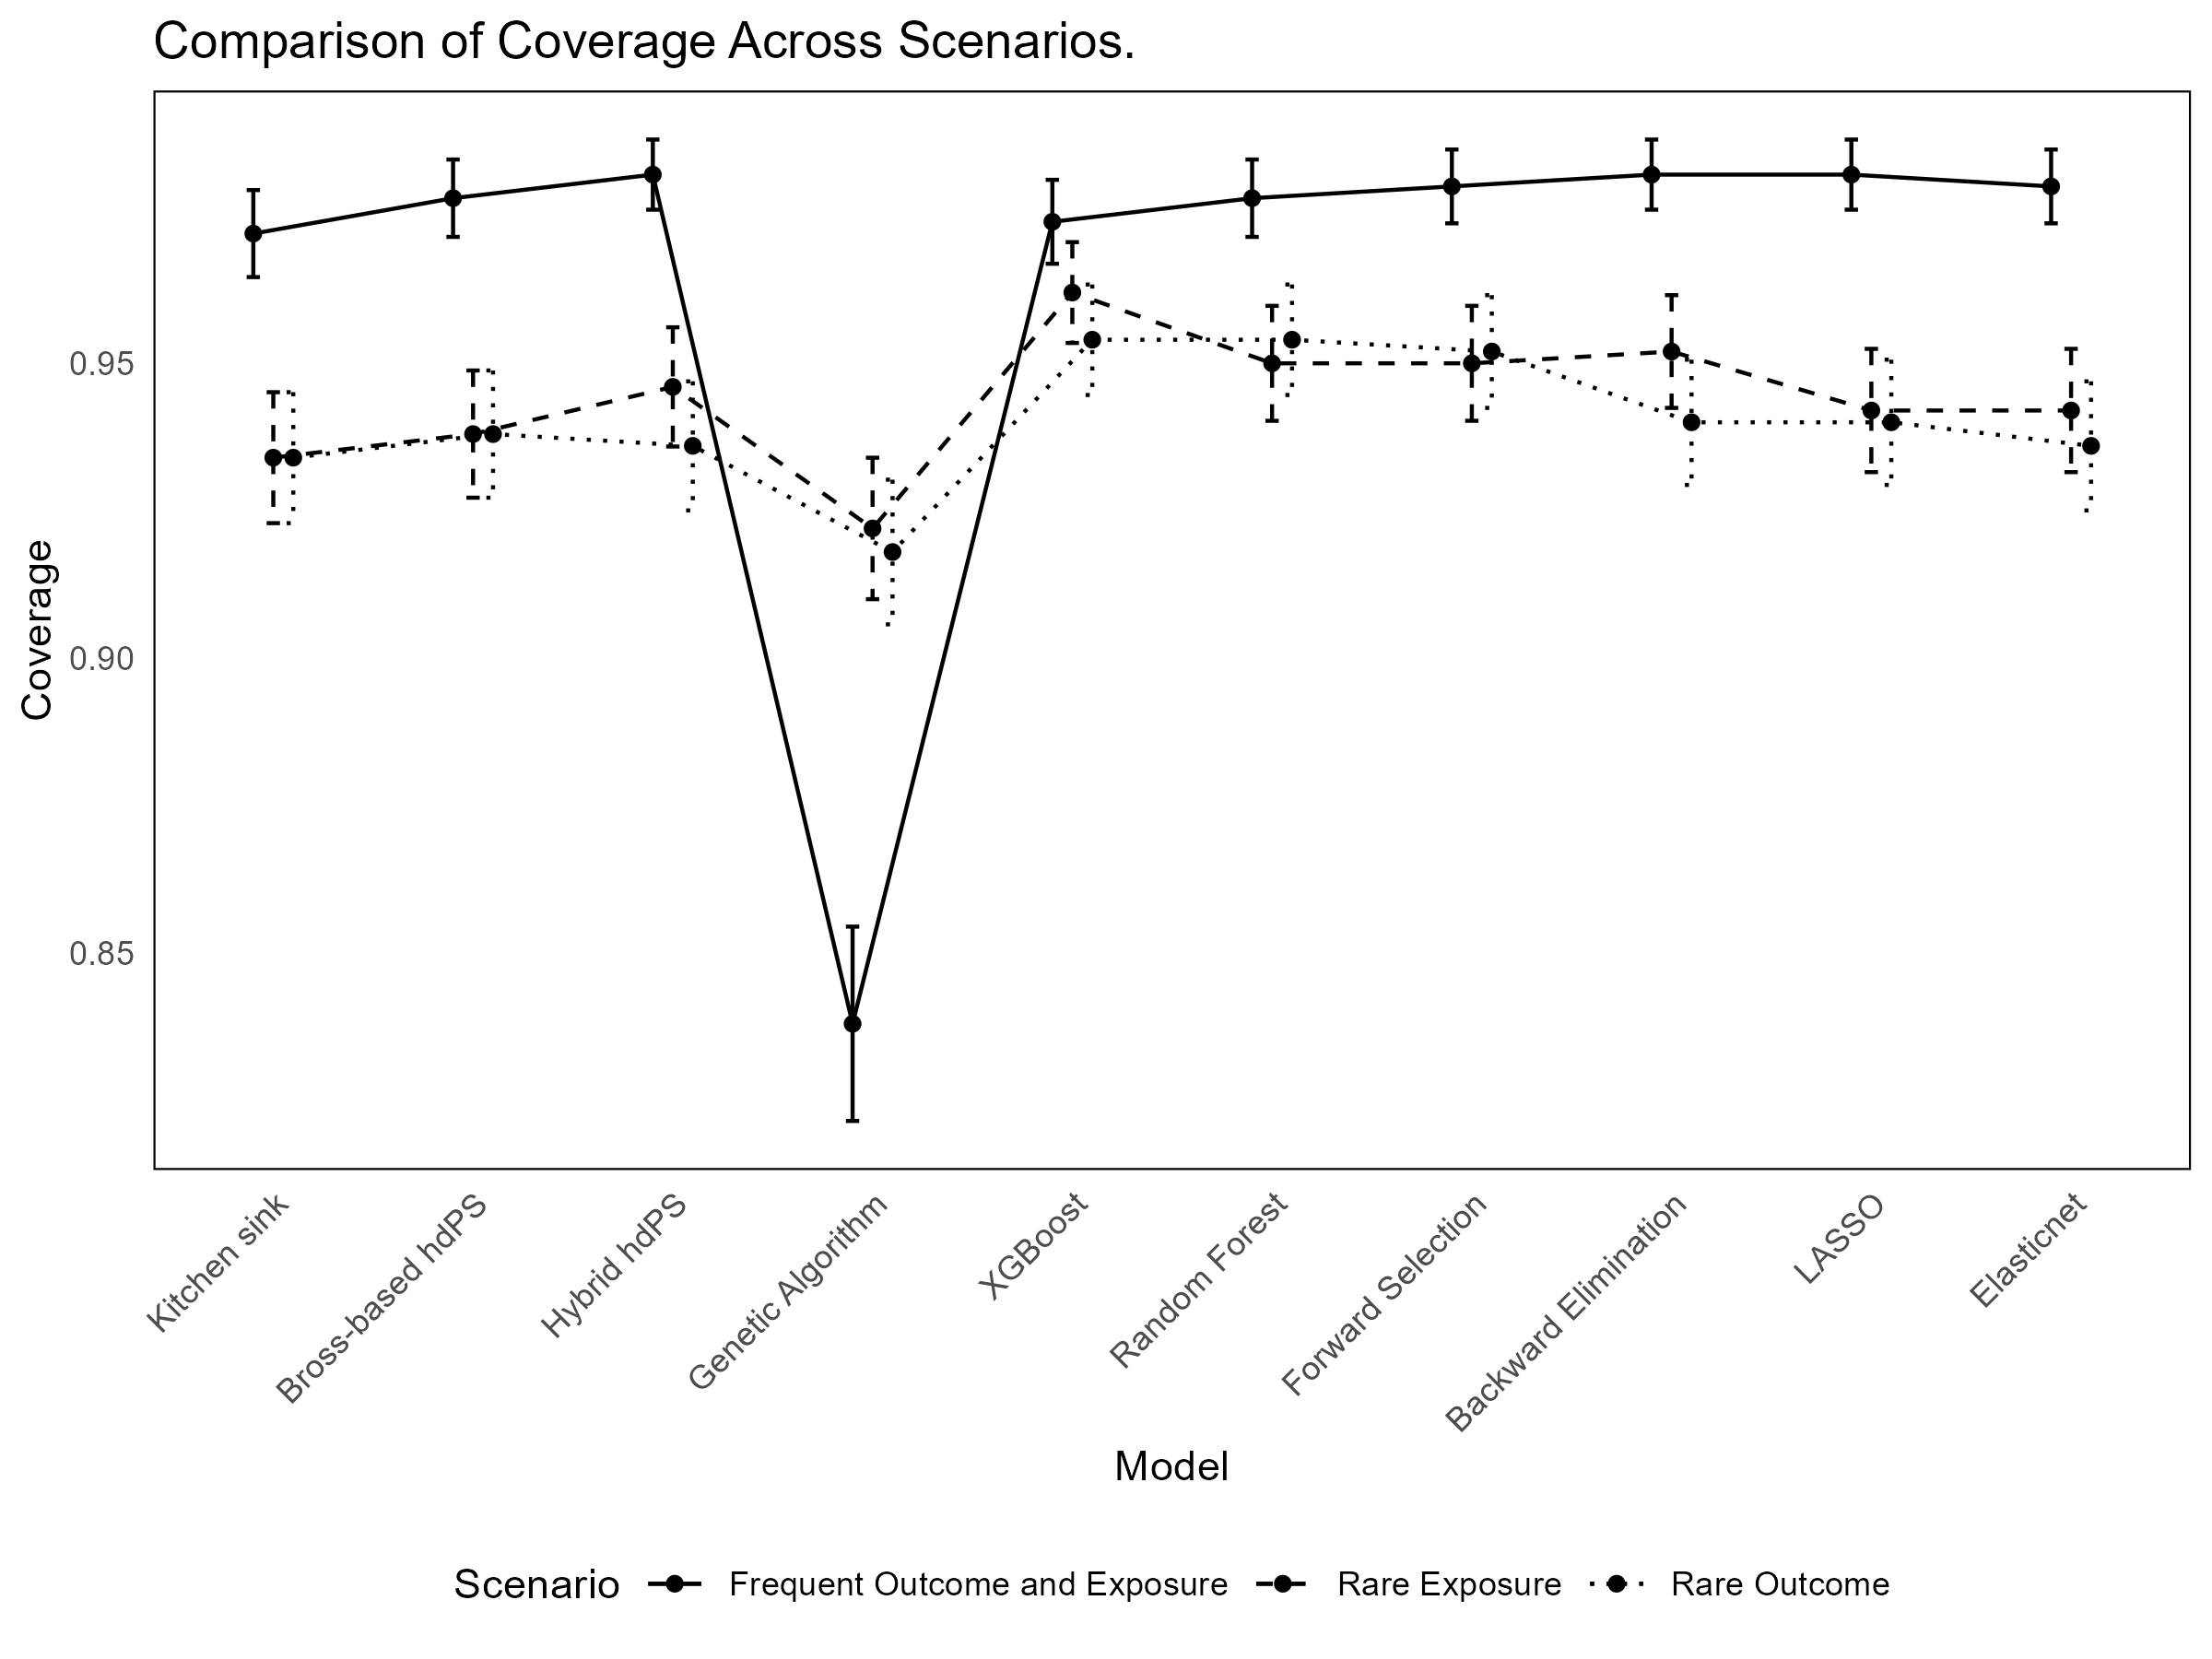 Comparison of Coverage Across Scenarios.
Coverage
0.95
0.90
0.85
Kitchen sink
Bross-based hdPS
Hybrid hdPS
Genetic Algorithm
XGBoost
Random Forest
Forward Selection
Backward Elimination
LASSO
Elasticnet
Model
Scenario Frequent Outcome and Exposure Rare Exposure Rare Outcome